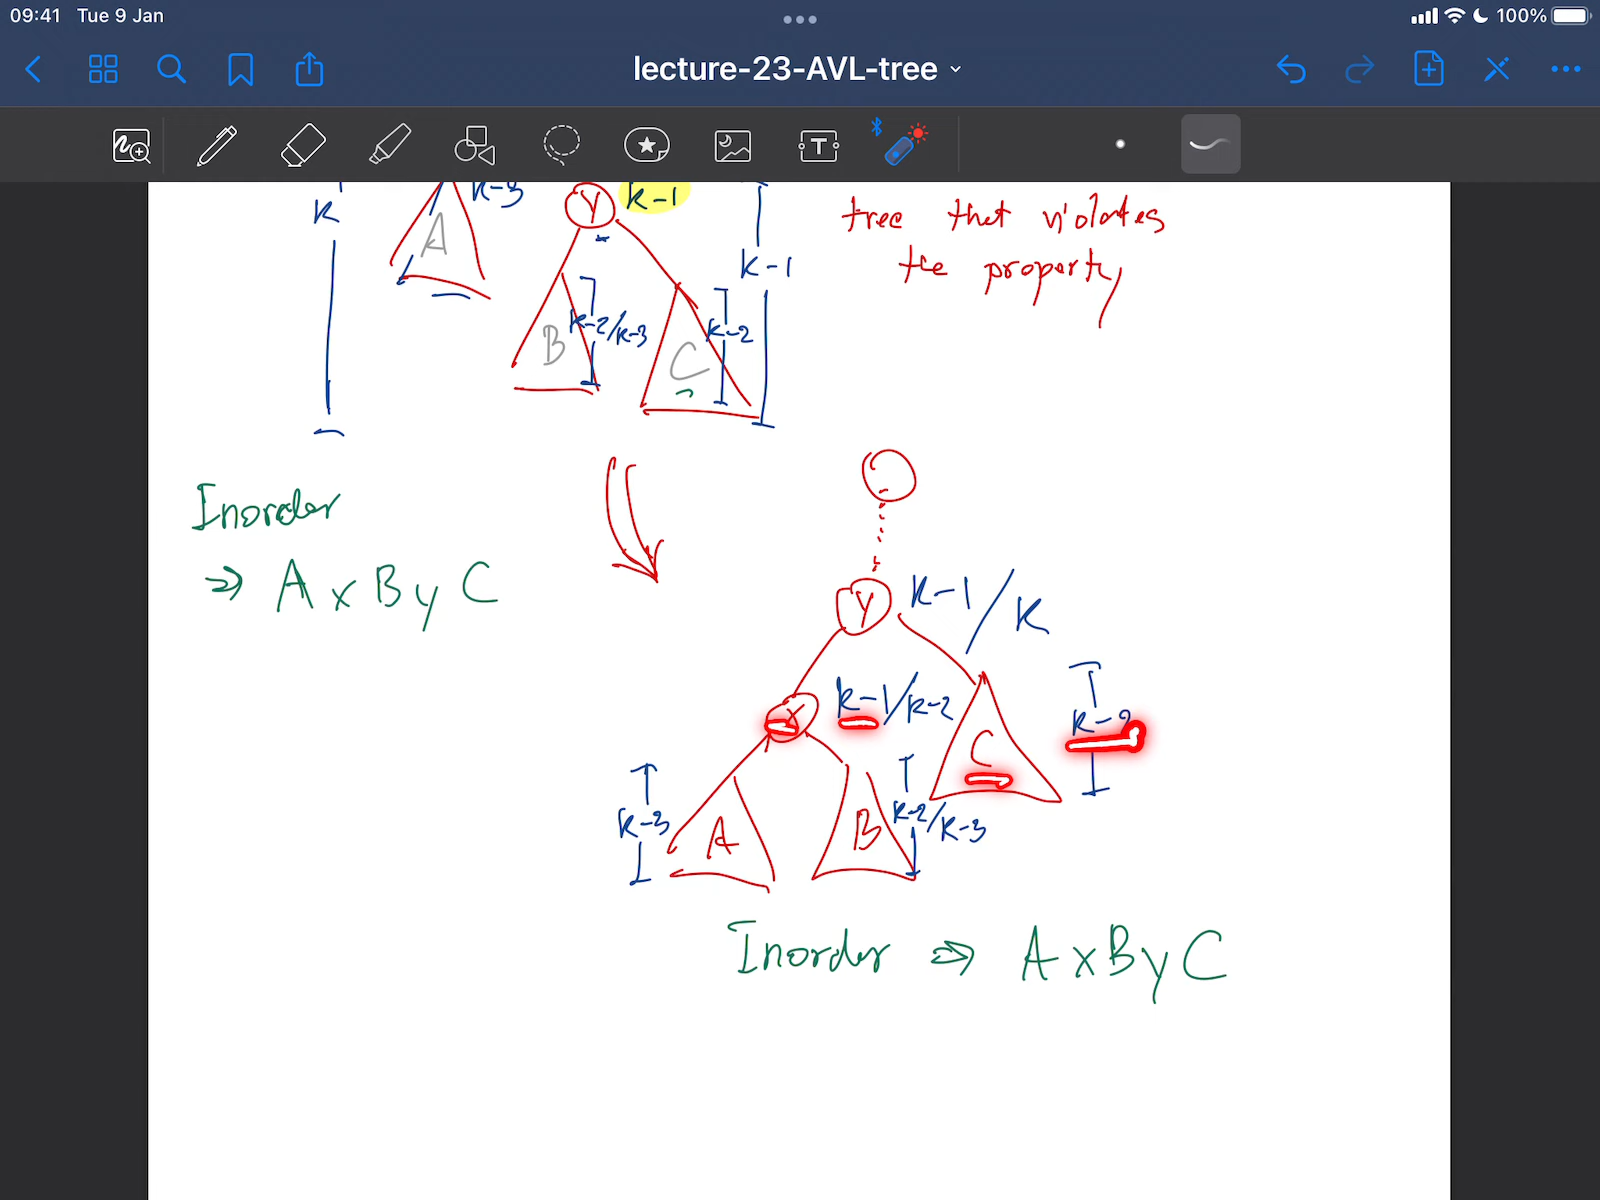 09:41 Tue 9 Jan
100%
lecture-23-AVL-tree
T
k-3
Y
k-1
k
A
k-1
B
k-2/k-3
C
k-2
tree that violates
the property
Inorder
⇒ A x B y C
Y
k-1/k
x
k-1/k-2
C
k-2
k-3
A
B
k-2/k-3
Inorder ⇒ A x B y C